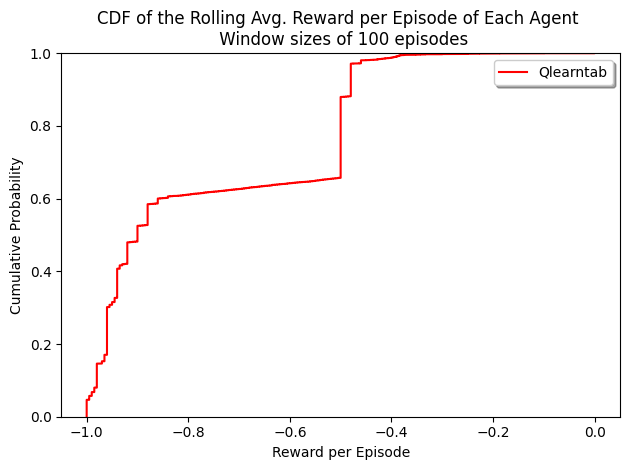 CDF of the Rolling Avg. Reward per Episode of Each Agent
Window sizes of 100 episodes
Qlearntab
Cumulative Probability
1.0
0.8
0.6
0.4
0.2
0.0
−1.0 −0.8 −0.6 −0.4 −0.2 0.0
Reward per Episode